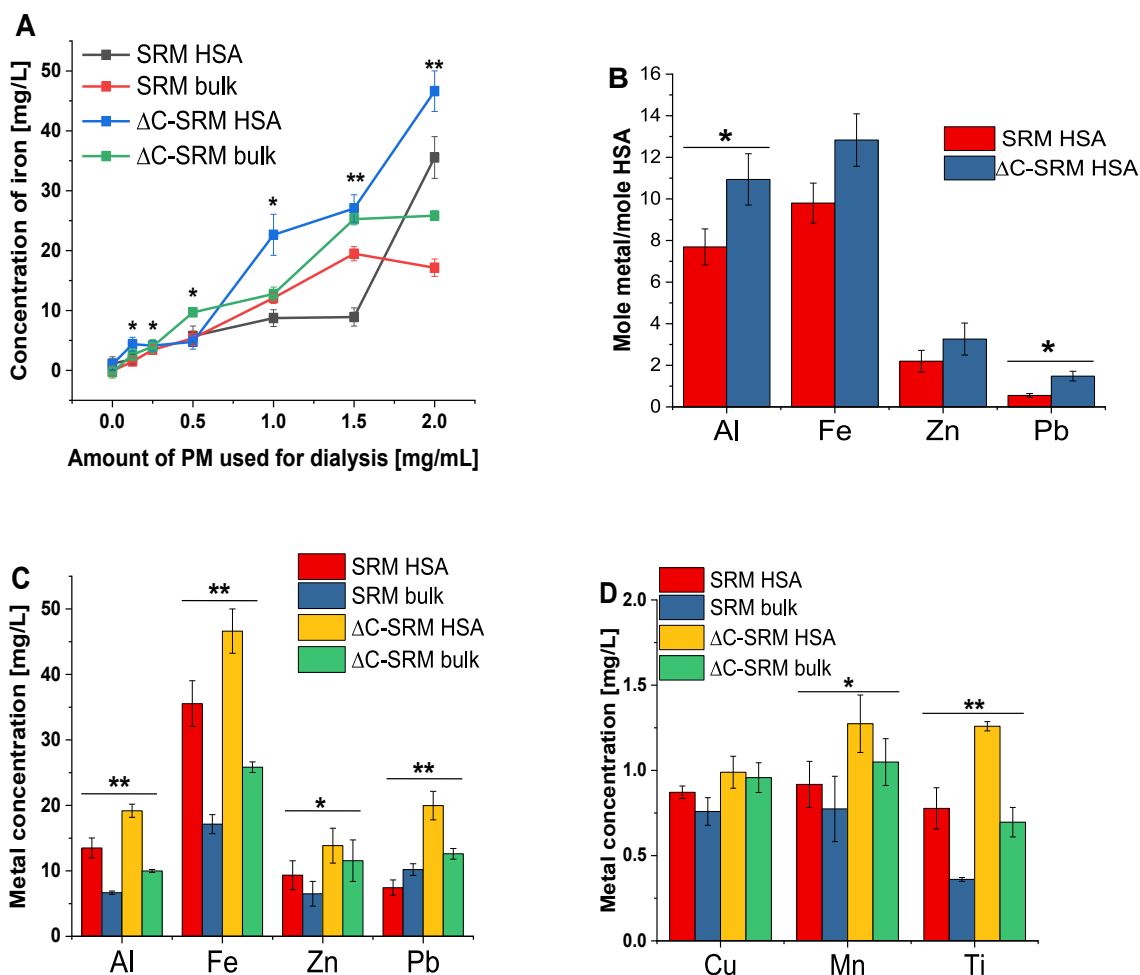 A
SRM HSA
SRM bulk
ΔC-SRM HSA
ΔC-SRM bulk
Concentration of iron [mg/L]
50
40
30
20
10
0
* * * * ** **
0.0 0.5 1.0 1.5 2.0
Amount of PM used for dialysis [mg/mL]
B
SRM HSA
ΔC-SRM HSA
Mole metal/mole HSA
16
14
12
10
8
6
4
2
0
* *
Al Fe Zn Pb
C
SRM HSA
SRM bulk
ΔC-SRM HSA
ΔC-SRM bulk
Metal concentration [mg/L]
50
40
30
20
10
0
** ** * **
Al Fe Zn Pb
D
SRM HSA
SRM bulk
ΔC-SRM HSA
ΔC-SRM bulk
Metal concentration [mg/L]
2.0
1.5
1.0
0.5
0.0
* **
Cu Mn Ti